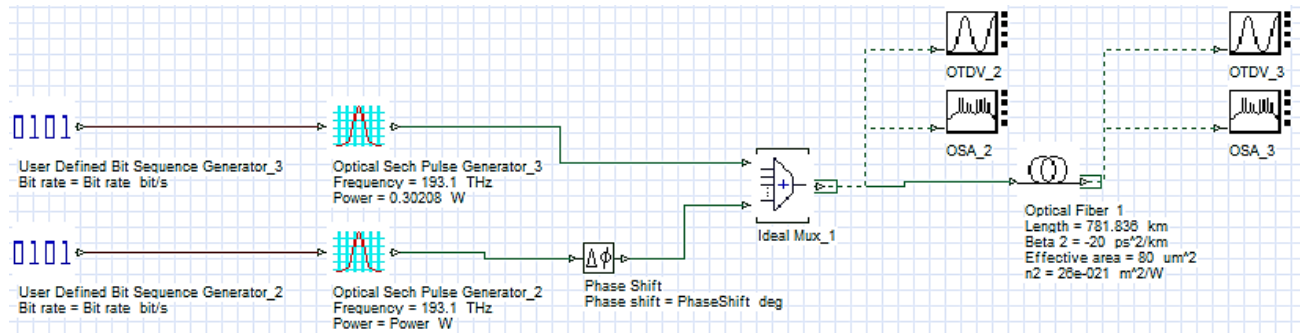 OTDV_2
OTDV_3
OSA_2
OSA_3
0101
User Defined Bit Sequence Generator_3
Bit rate = Bit rate bit/s
Optical Sech Pulse Generator_3
Frequency = 193.1 THz
Power = 0.30208 W
Ideal Mux_1
Optical Fiber 1
Length = 781.836 km
Beta 2 = -20 ps^2/km
Effective area = 80 um^2
n2 = 26e-021 m^2/W
0101
User Defined Bit Sequence Generator_2
Bit rate = Bit rate bit/s
Optical Sech Pulse Generator_2
Frequency = 193.1 THz
Power = Power W
Δϕ
Phase Shift
Phase shift = PhaseShift deg